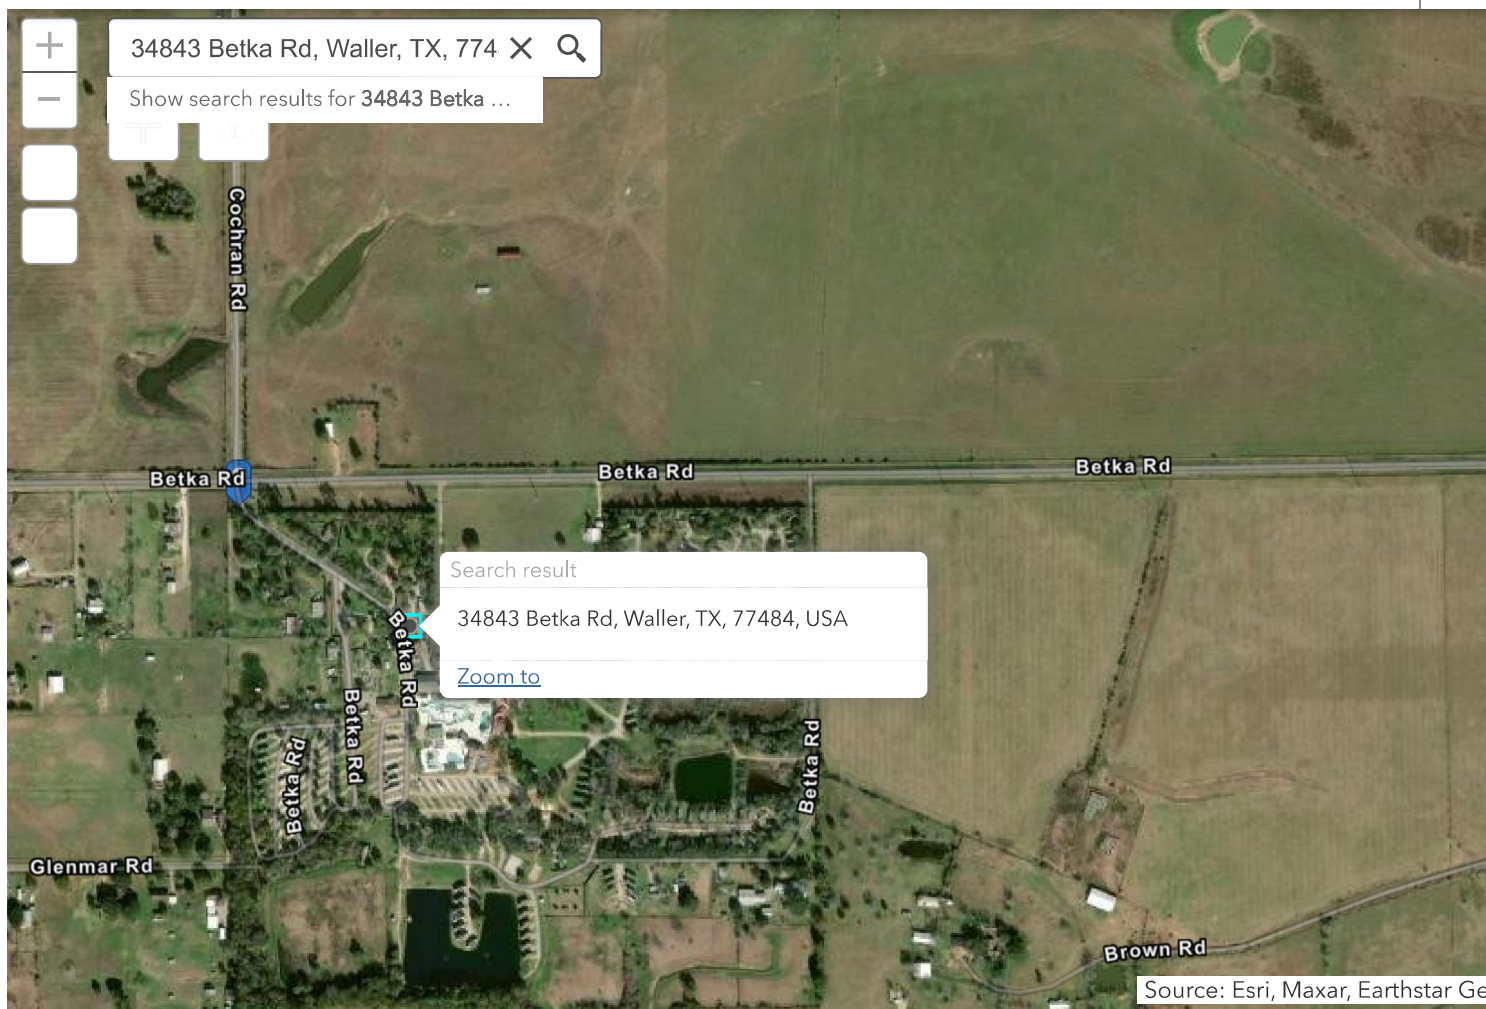 34843 Betka Rd, Waller, TX, 774
Show search results for 34843 Betka ...
Cochran Rd
Betka Rd
Betka Rd
Betka Rd
Search result
34843 Betka Rd, Waller, TX, 77484, USA
Zoom to
Betka Rd
Betka Rd
Betka Rd
Betka Rd
Glenmar Rd
Brown Rd
Source: Esri, Maxar, Earthstar Ge